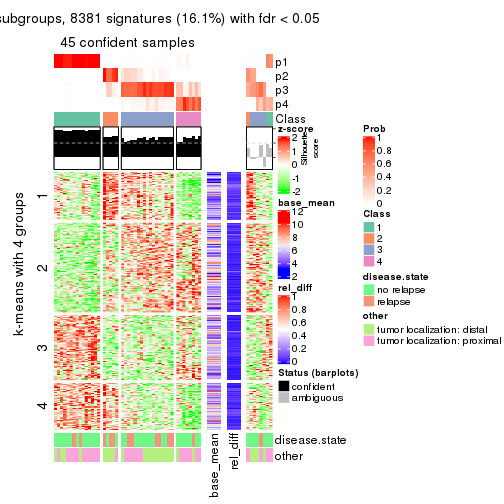 subgroups, 8381 signatures (16.1%) with fdr < 0.05
45 confident samples
p1
p2
p3
p4
Class
Silhouette
score
k-means with 4 groups
1
2
3
4
disease.state
other
base_mean
rel_diff
z-score
2
1
0
-1
-2
base_mean
12
10
8
6
4
2
rel_diff
1
0.8
0.6
0.4
0.2
0
Status (barplots)
confident
ambiguous
Prob
1
0.8
0.6
0.4
0.2
0
Class
1
2
3
4
disease.state
no relapse
relapse
other
tumor localization: distal
tumor localization: proximal